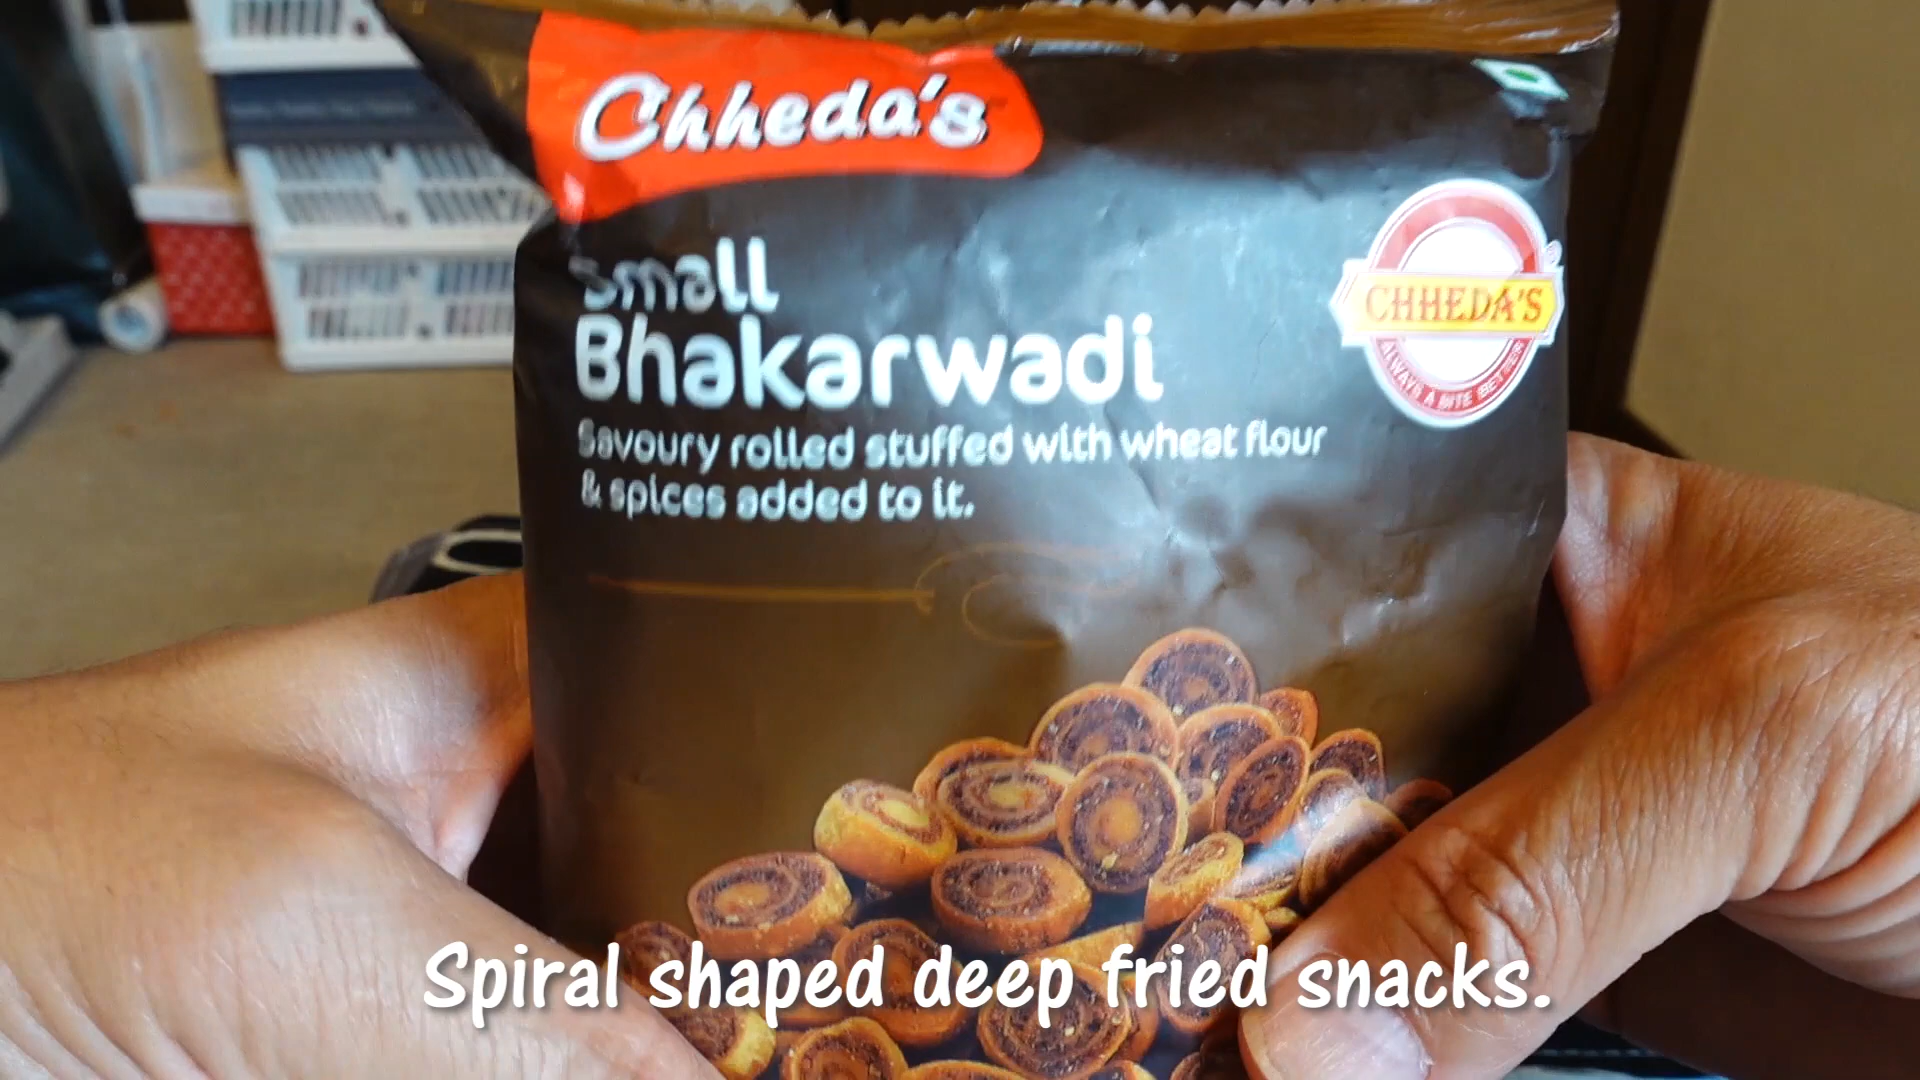 Chheda's
Small
Bhakarwadi
Savoury rolled stuffed with wheat flour
& spices added to it.
CHHEDA'S
ALWAYS A BITE BETTER
Spiral shaped deep fried snacks.